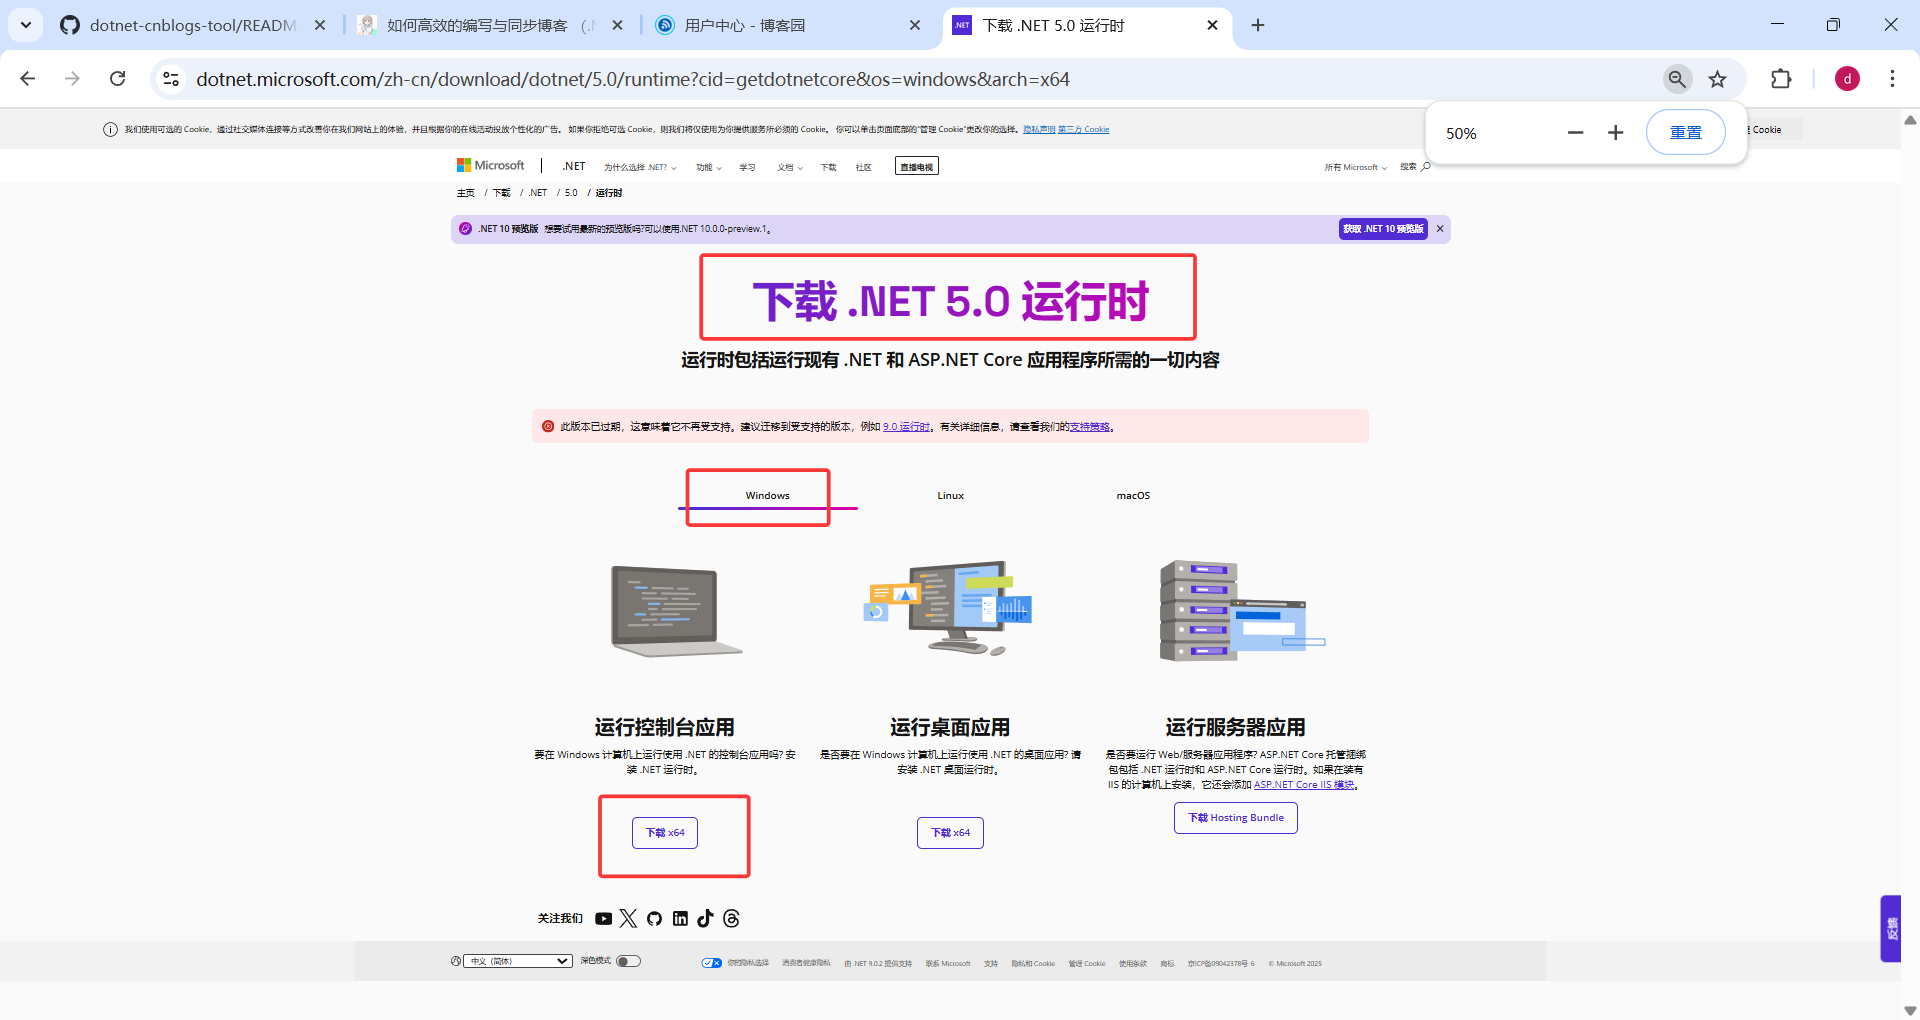 dotnet-cnblogs-tool/READM
如何高效的编写与同步博客 （.N
用户中心 - 博客园
.NET
下载 .NET 5.0 运行时
dotnet.microsoft.com/zh-cn/download/dotnet/5.0/runtime?cid=getdotnetcore&os=windows&arch=x64
d
50%
重置
我们使用可选的 Cookie，通过社交媒体连接等方式改善你在我们网站上的体验，并且根据你的在线活动投放个性化的广告。 如果你拒绝可选 Cookie，则我们将仅使用为你提供服务所必须的 Cookie。 你可以单击页面底部的“管理 Cookie”更改你的选择。 隐私声明 第三方 Cookie
Cookie
Microsoft
.NET
为什么选择 .NET?
功能
学习
文档
下载
社区
直播电视
所有 Microsoft
搜索
主页 / 下载 / .NET / 5.0 / 运行时
.NET 10 预览版 想要试用最新的预览版吗?可以使用.NET 10.0.0-preview.1。
获取 .NET 10 预览版
下载 .NET 5.0 运行时
运行时包括运行现有 .NET 和 ASP.NET Core 应用程序所需的一切内容
此版本已过期，这意味着它不再受支持。建议迁移到受支持的版本，例如 9.0 运行时。有关详细信息，请查看我们的支持策略。
Windows
Linux
macOS
运行控制台应用
要在 Windows 计算机上运行使用 .NET 的控制台应用吗? 安
装 .NET 运行时。
下载 x64
运行桌面应用
是否要在 Windows 计算机上运行使用 .NET 的桌面应用? 请
安装 .NET 桌面运行时。
下载 x64
运行服务器应用
是否要运行 Web/服务器应用程序? ASP.NET Core 托管捆绑
包包括 .NET 运行时和 ASP.NET Core 运行时。如果在装有
IIS 的计算机上安装，它还会添加 ASP.NET Core IIS 模块。
下载 Hosting Bundle
反馈
关注我们
中文 (简体)
深色模式
你的隐私选择
消费者健康隐私
由 .NET 9.0.2 提供支持
联系 Microsoft
支持
隐私和 Cookie
管理 Cookie
使用条款
商标
京ICP备09042378号-6
© Microsoft 2025